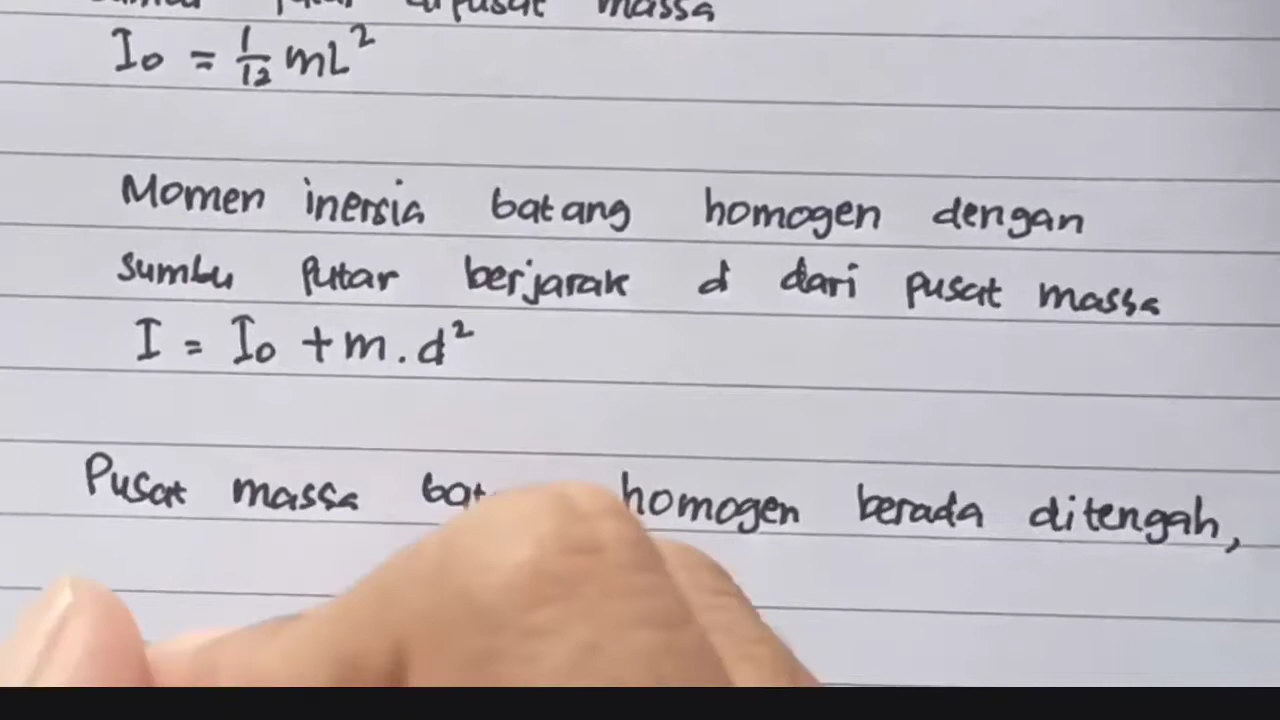 massa
I₀ = 1/12 mL²
Momen inersia batang homogen dengan
sumbu putar berjarak d dari pusat massa
I = I₀ + m . d²
Pusat massa homogen berada ditengah,